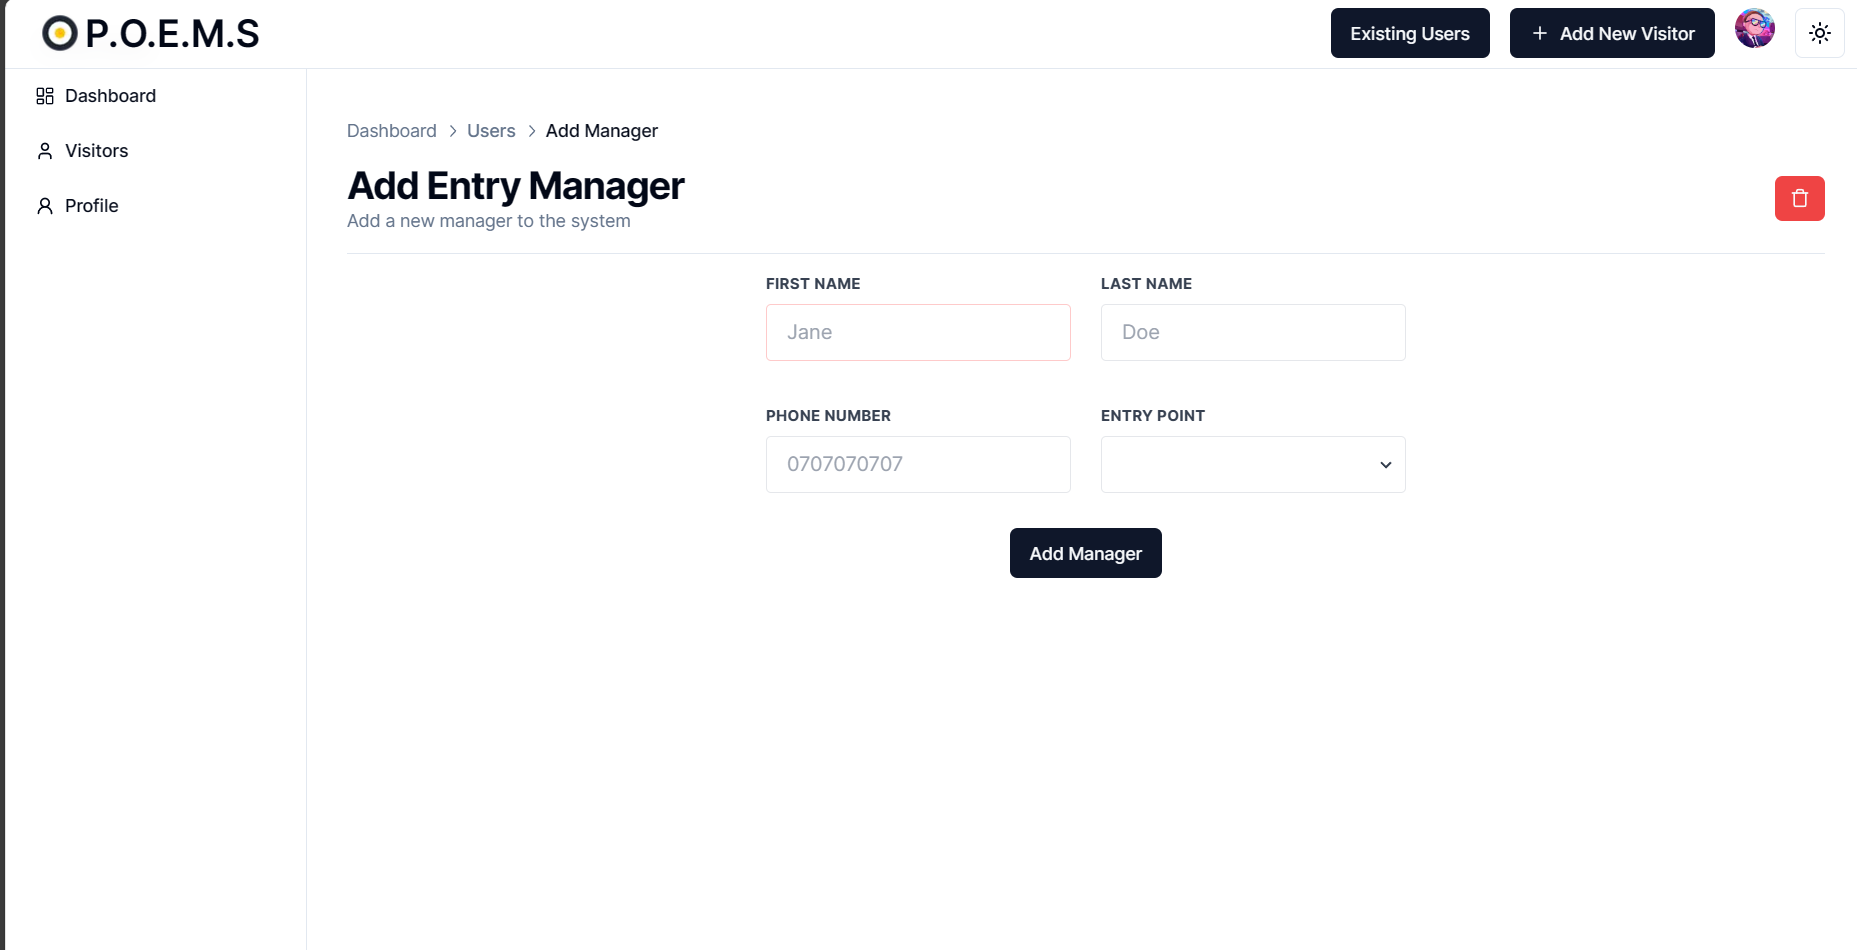 P.O.E.M.S
Existing Users
Add New Visitor
Dashboard
Visitors
Profile
Dashboard > Users > Add Manager
Add Entry Manager
Add a new manager to the system
FIRST NAME
Jane
LAST NAME
Doe
PHONE NUMBER
0707070707
ENTRY POINT
Add Manager